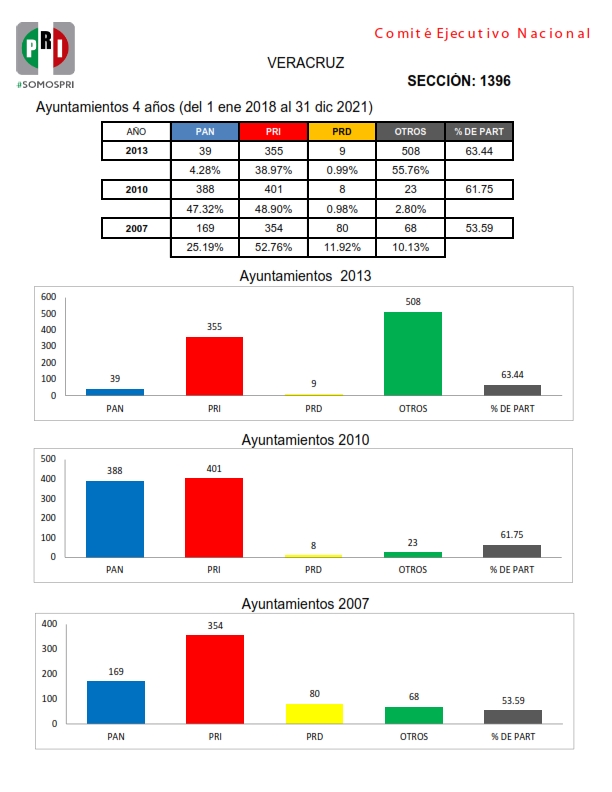 Comité Ejecutivo Nacional
PRI
#SOMOSPRI
VERACRUZ
SECCIÓN: 1396
Ayuntamientos 4 años (del 1 ene 2018 al 31 dic 2021)
AÑO PAN PRI PRD OTROS % DE PART
2013 39 355 9 508 63.44
4.28% 38.97% 0.99% 55.76%
2010 388 401 8 23 61.75
47.32% 48.90% 0.98% 2.80%
2007 169 354 80 68 53.59
25.19% 52.76% 11.92% 10.13%
Ayuntamientos 2013
600
500
400
300
200
100
0
39 355 9 508 63.44
PAN PRI PRD OTROS % DE PART
Ayuntamientos 2010
500
400
300
200
100
0
388 401 8 23 61.75
PAN PRI PRD OTROS % DE PART
Ayuntamientos 2007
400
300
200
100
0
169 354 80 68 53.59
PAN PRI PRD OTROS % DE PART